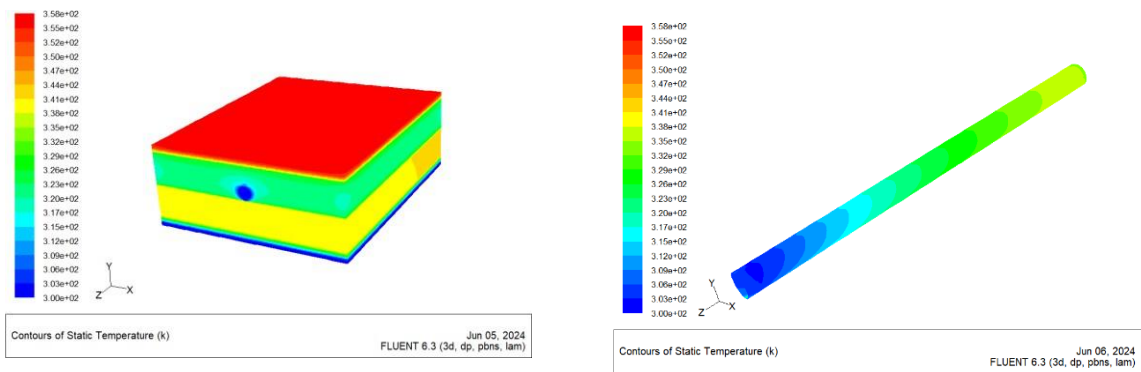 3.58e+02
3.55e+02
3.52e+02
3.50e+02
3.47e+02
3.44e+02
3.41e+02
3.38e+02
3.35e+02
3.32e+02
3.29e+02
3.26e+02
3.23e+02
3.20e+02
3.17e+02
3.15e+02
3.12e+02
3.09e+02
3.06e+02
3.03e+02
3.00e+02
Y
Z X
Contours of Static Temperature (k)
Jun 05, 2024
FLUENT 6.3 (3d, dp, pbns, lam)
3.58e+02
3.55e+02
3.52e+02
3.50e+02
3.47e+02
3.44e+02
3.41e+02
3.38e+02
3.35e+02
3.32e+02
3.29e+02
3.26e+02
3.23e+02
3.20e+02
3.17e+02
3.15e+02
3.12e+02
3.09e+02
3.06e+02
3.03e+02
3.00e+02
Y
Z X
Contours of Static Temperature (k)
Jun 06, 2024
FLUENT 6.3 (3d, dp, pbns, lam)